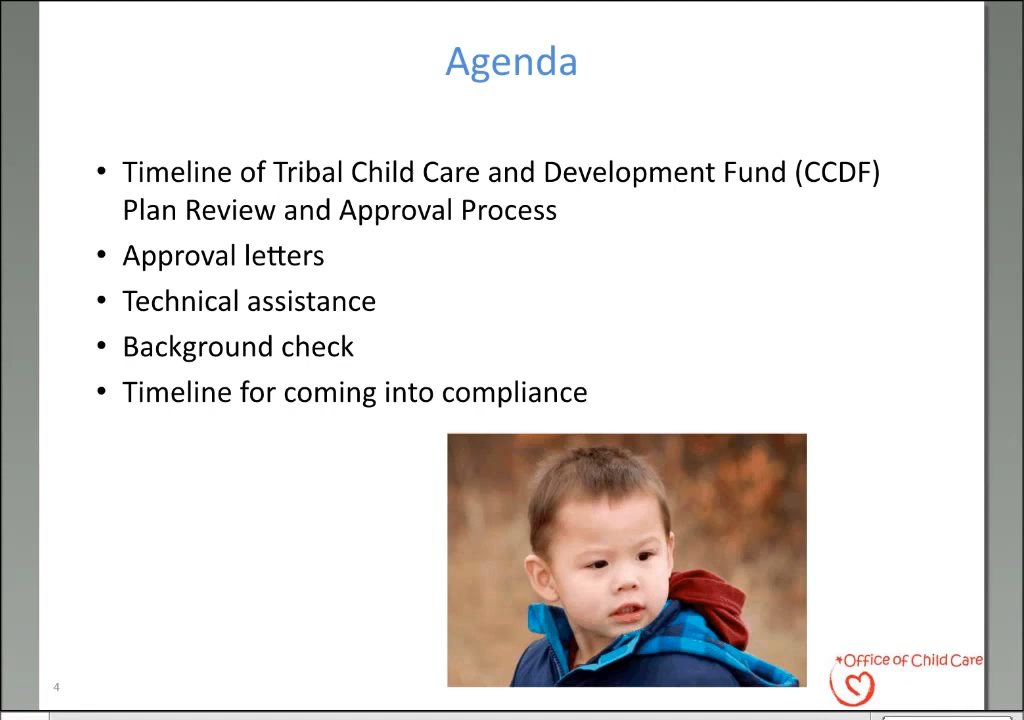 Agenda
• Timeline of Tribal Child Care and Development Fund (CCDF)
Plan Review and Approval Process
• Approval letters
• Technical assistance
• Background check
• Timeline for coming into compliance
*Office of Child Care
4